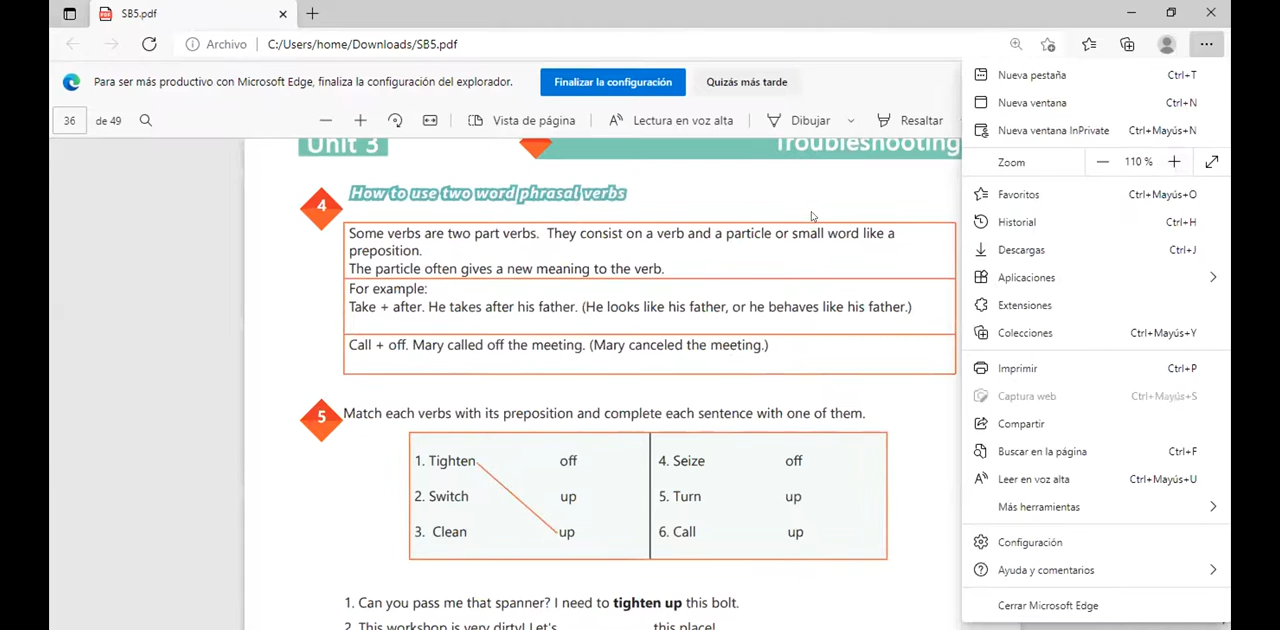 SB5.pdf
Archivo C:/Users/home/Downloads/SB5.pdf
Para ser más productivo con Microsoft Edge, finaliza la configuración del explorador. Finalizar la configuración Quizás más tarde
36 de 49 Vista de página Lectura en voz alta Dibujar Resaltar
Unit 3 Troubleshooting
4 How to use two word phrasal verbs
Some verbs are two part verbs. They consist on a verb and a particle or small word like a
preposition.
The particle often gives a new meaning to the verb.
For example:
Take + after. He takes after his father. (He looks like his father, or he behaves like his father.)
Call + off. Mary called off the meeting. (Mary canceled the meeting.)
5 Match each verbs with its preposition and complete each sentence with one of them.
1. Tighten off 4. Seize off
2. Switch up 5. Turn up
3. Clean up 6. Call up
1. Can you pass me that spanner? I need to tighten up this bolt.
2. This workshop is very dirty! Let's this place!
Nueva pestaña Ctrl+T
Nueva ventana Ctrl+N
Nueva ventana InPrivate Ctrl+Mayús+N
Zoom 110 %
Favoritos Ctrl+Mayús+O
Historial Ctrl+H
Descargas Ctrl+J
Aplicaciones
Extensiones
Colecciones Ctrl+Mayús+Y
Imprimir Ctrl+P
Captura web Ctrl+Mayús+S
Compartir
Buscar en la página Ctrl+F
Leer en voz alta Ctrl+Mayús+U
Más herramientas
Configuración
Ayuda y comentarios
Cerrar Microsoft Edge